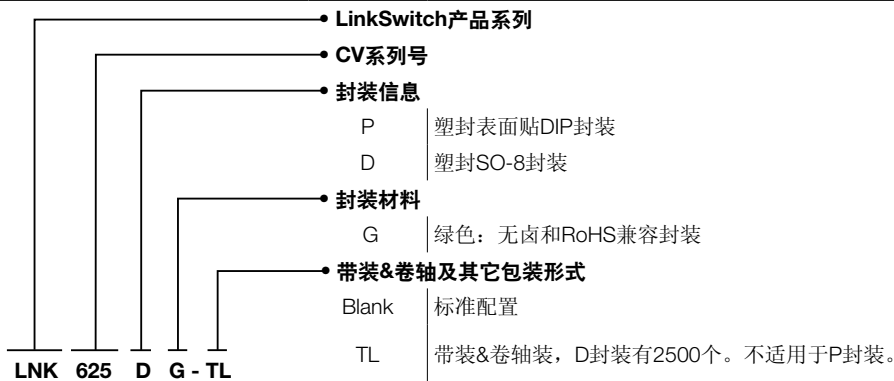 LinkSwitch产品系列
CV系列号
封装信息
P 塑封表面贴DIP封装
D 塑封SO-8封装
封装材料
G 绿色：无卤和RoHS兼容封装
带装&卷轴及其它包装形式
Blank 标准配置
TL 带装&卷轴装，D封装有2500个。不适用于P封装。
LNK 625 D G - TL